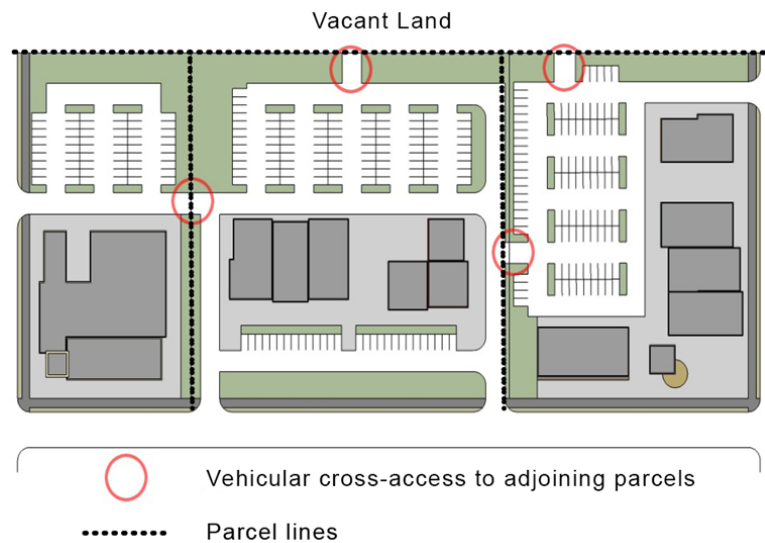 Vacant Land
Vehicular cross-access to adjoining parcels
Parcel lines